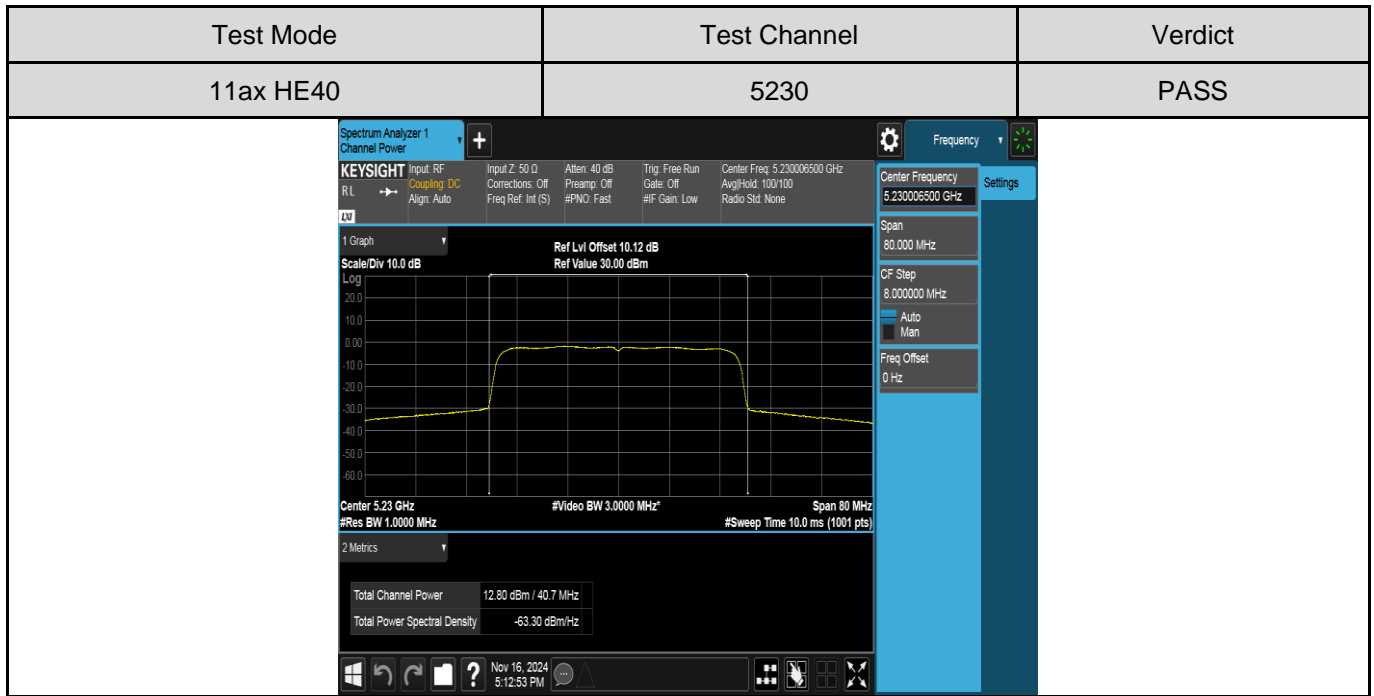 Test Mode Test Channel Verdict
11ax HE40 5230 PASS
Spectrum Analyzer 1
Channel Power
+
Frequency
KEYSIGHT Input: RF Input Z: 50 Ω Atten: 40 dB Trig: Free Run Center Freq: 5.230006500 GHz
RL Coupling: DC Corrections: Off Preamp: Off Gate: Off Avg|Hold: 100/100
Align: Auto Freq Ref: Int (S) #PNO: Fast #IF Gain: Low Radio Std: None
LXI
Center Frequency
5.230006500 GHz
Settings
Span
80.000 MHz
CF Step
8.000000 MHz
Auto
Man
Freq Offset
0 Hz
1 Graph
Ref Lvl Offset 10.12 dB
Scale/Div 10.0 dB Ref Value 30.00 dBm
Log
20.0
10.0
0.00
-10.0
-20.0
-30.0
-40.0
-50.0
-60.0
Center 5.23 GHz #Video BW 3.0000 MHz* Span 80 MHz
#Res BW 1.0000 MHz #Sweep Time 10.0 ms (1001 pts)
2 Metrics
Total Channel Power 12.80 dBm / 40.7 MHz
Total Power Spectral Density -63.30 dBm/Hz
? Nov 16, 2024
5:12:53 PM